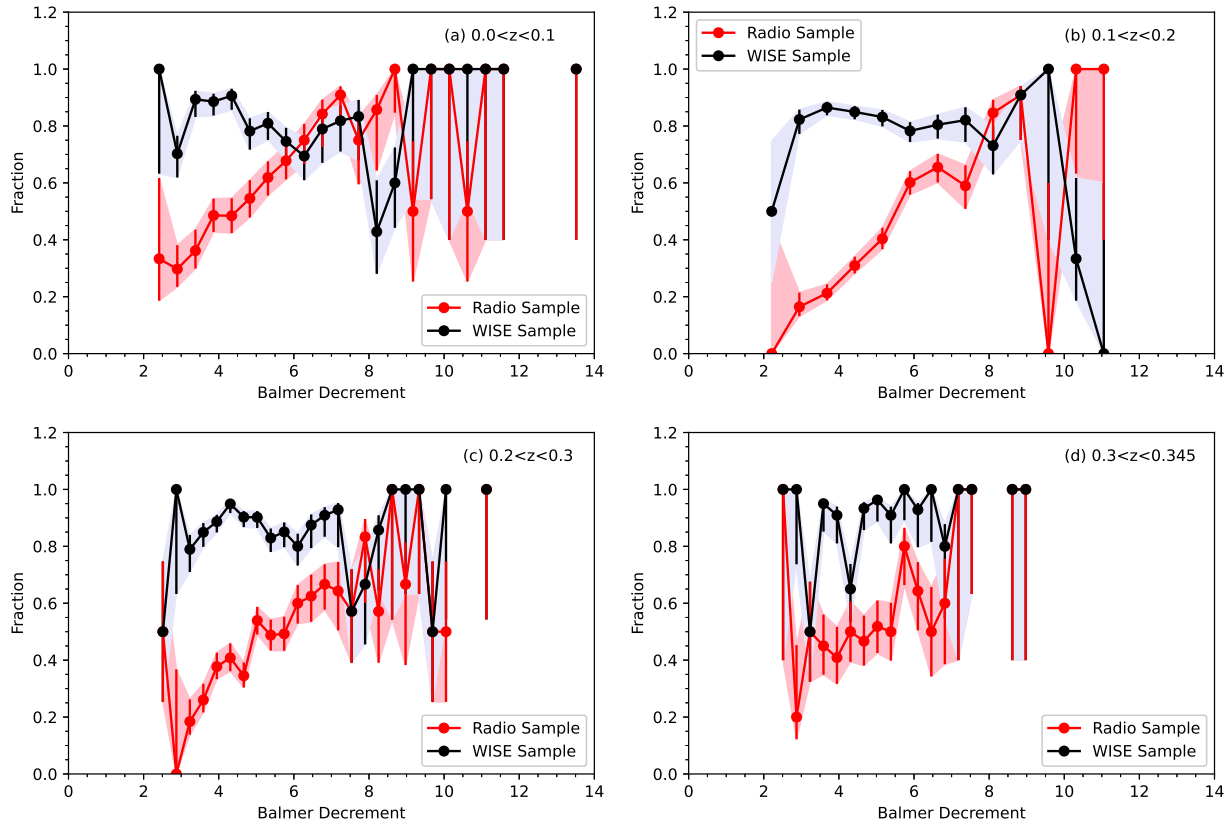 (a) 0.0<z<0.1
1.2
1.0
0.8
0.6
0.4
0.2
0.0
Fraction
Radio Sample
WISE Sample
0 2 4 6 8 10 12 14
Balmer Decrement
(b) 0.1<z<0.2
1.2
1.0
0.8
0.6
0.4
0.2
0.0
Fraction
Radio Sample
WISE Sample
0 2 4 6 8 10 12 14
Balmer Decrement
(c) 0.2<z<0.3
1.2
1.0
0.8
0.6
0.4
0.2
0.0
Fraction
Radio Sample
WISE Sample
0 2 4 6 8 10 12 14
Balmer Decrement
(d) 0.3<z<0.345
1.2
1.0
0.8
0.6
0.4
0.2
0.0
Fraction
Radio Sample
WISE Sample
0 2 4 6 8 10 12 14
Balmer Decrement